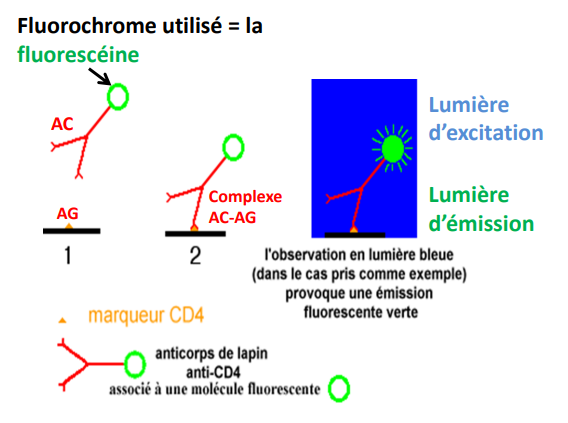 Fluorochrome utilisé = la
fluorescéine
AC
AG
1
Complexe
AC-AG
2
Lumière
d'excitation
Lumière
d'émission
l'observation en lumière bleue
(dans le cas pris comme exemple)
provoque une émission
fluorescente verte
marqueur CD4
anticorps de lapin
anti-CD4
associé à une molécule fluorescente